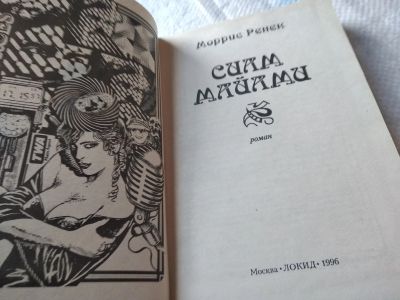 Моррис Ренек
СИАМ
МАЙАМИ
роман
Москва • ЛОКИД • 1996